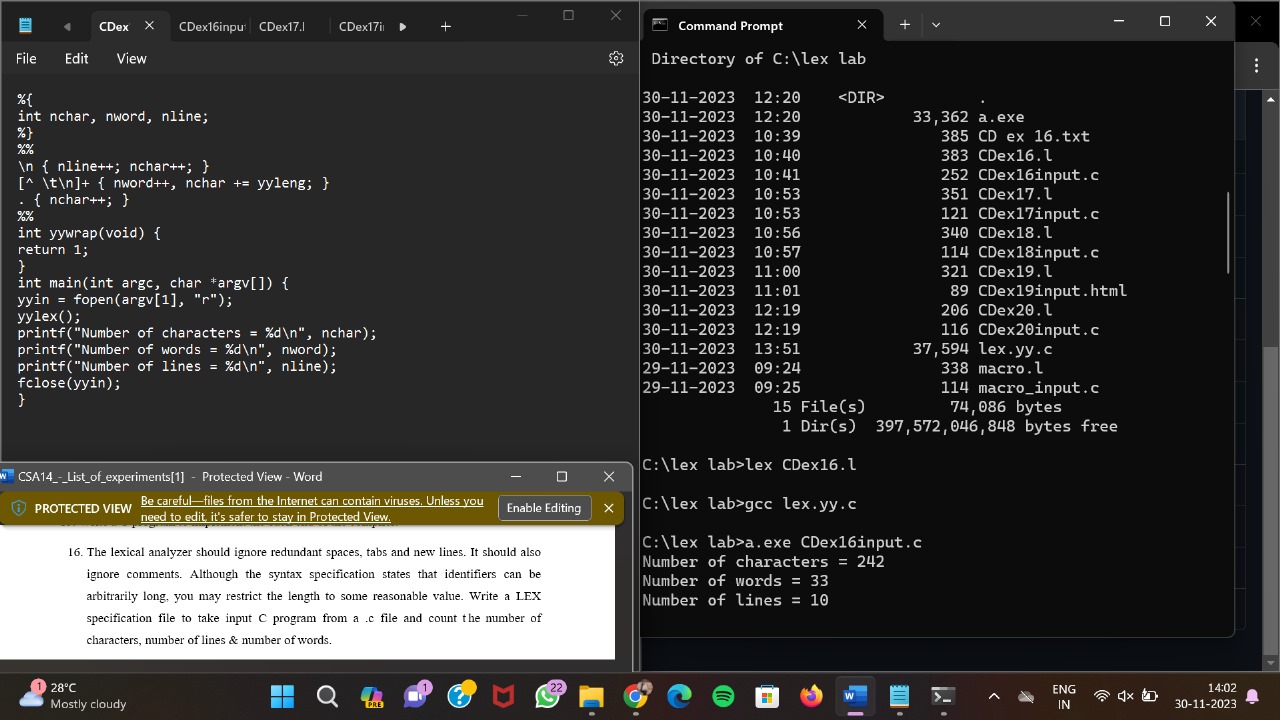 CDex
CDex16inpu
CDex17.l
CDex17i
File Edit View
%{
int nchar, nword, nline;
%}
%%
\n { nline++; nchar++; }
[^ \t\n]+ { nword++, nchar += yyleng; }
. { nchar++; }
%%
int yywrap(void) {
return 1;
}
int main(int argc, char *argv[]) {
yyin = fopen(argv[1], "r");
yylex();
printf("Number of characters = %d\n", nchar);
printf("Number of words = %d\n", nword);
printf("Number of lines = %d\n", nline);
fclose(yyin);
}
CSA14_-_List_of_experiments[1] - Protected View - Word
PROTECTED VIEW
Be careful—files from the Internet can contain viruses. Unless you
need to edit, it's safer to stay in Protected View.
Enable Editing
16. The lexical analyzer should ignore redundant spaces, tabs and new lines. It should also
ignore comments. Although the syntax specification states that identifiers can be
arbitrarily long, you may restrict the length to some reasonable value. Write a LEX
specification file to take input C program from a .c file and count the number of
characters, number of lines & number of words.
Command Prompt
Directory of C:\lex lab
30-11-2023 12:20 <DIR> .
30-11-2023 12:20 33,362 a.exe
30-11-2023 10:39 385 CD ex 16.txt
30-11-2023 10:40 383 CDex16.l
30-11-2023 10:41 252 CDex16input.c
30-11-2023 10:53 351 CDex17.l
30-11-2023 10:53 121 CDex17input.c
30-11-2023 10:56 340 CDex18.l
30-11-2023 10:57 114 CDex18input.c
30-11-2023 11:00 321 CDex19.l
30-11-2023 11:01 89 CDex19input.html
30-11-2023 12:19 206 CDex20.l
30-11-2023 12:19 116 CDex20input.c
30-11-2023 13:51 37,594 lex.yy.c
29-11-2023 09:24 338 macro.l
29-11-2023 09:25 114 macro_input.c
15 File(s) 74,086 bytes
1 Dir(s) 397,572,046,848 bytes free
C:\lex lab>lex CDex16.l
C:\lex lab>gcc lex.yy.c
C:\lex lab>a.exe CDex16input.c
Number of characters = 242
Number of words = 33
Number of lines = 10
1
28°C
Mostly cloudy
PRE
1
22
ENG
IN
14:02
30-11-2023